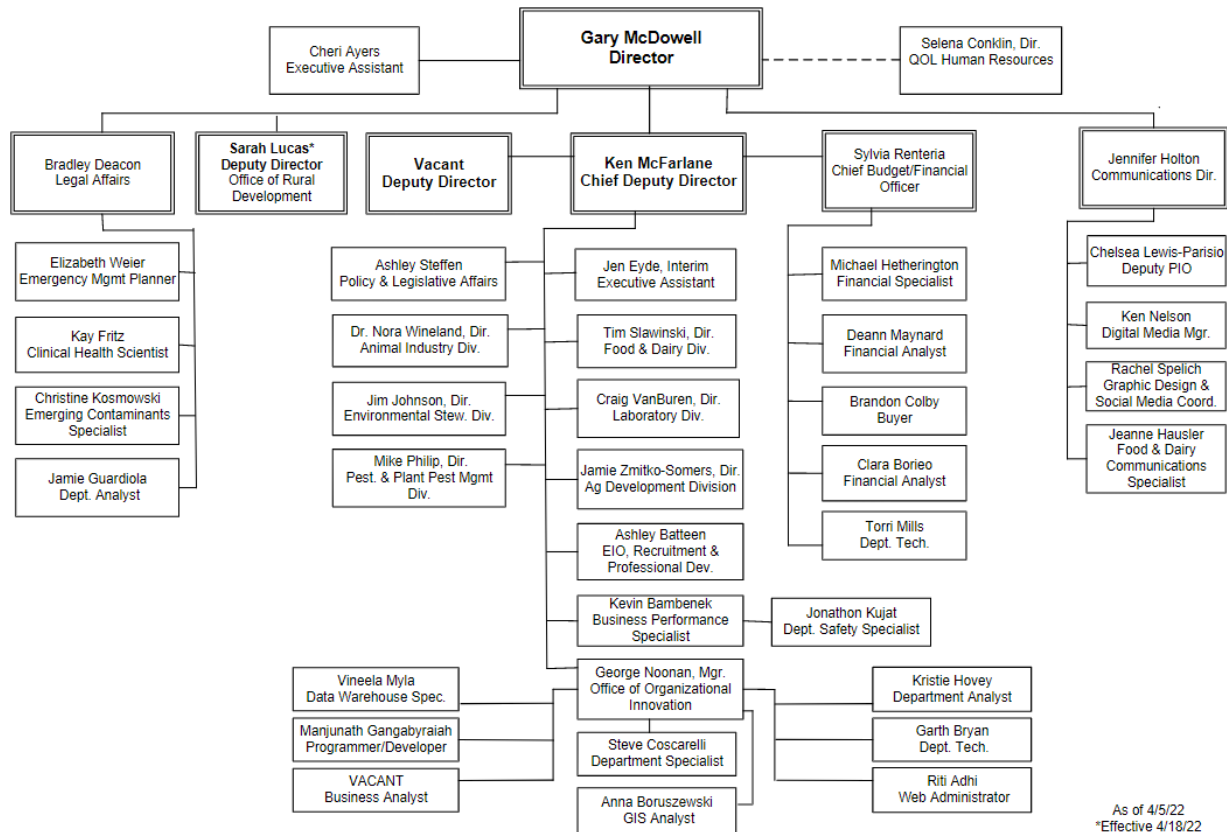 Gary McDowell
Director
Cheri Ayers
Executive Assistant
Selena Conklin, Dir.
QOL Human Resources
Bradley Deacon
Legal Affairs
Sarah Lucas*
Deputy Director
Office of Rural
Development
Vacant
Deputy Director
Ken McFarlane
Chief Deputy Director
Sylvia Renteria
Chief Budget/Financial
Officer
Jennifer Holton
Communications Dir.
Elizabeth Weier
Emergency Mgmt Planner
Kay Fritz
Clinical Health Scientist
Christine Kosmowski
Emerging Contaminants
Specialist
Jamie Guardiola
Dept. Analyst
Ashley Steffen
Policy & Legislative Affairs
Jen Eyde, Interim
Executive Assistant
Dr. Nora Wineland, Dir.
Animal Industry Div.
Tim Slawinski, Dir.
Food & Dairy Div.
Jim Johnson, Dir.
Environmental Stew. Div.
Craig VanBuren, Dir.
Laboratory Div.
Mike Philip, Dir.
Pest. & Plant Pest Mgmt
Div.
Jamie Zmitko-Somers, Dir.
Ag Development Division
Ashley Batteen
EIO, Recruitment &
Professional Dev.
Kevin Bambenek
Business Performance
Specialist
Jonathon Kujat
Dept. Safety Specialist
Michael Hetherington
Financial Specialist
Deann Maynard
Financial Analyst
Brandon Colby
Buyer
Clara Borieo
Financial Analyst
Torri Mills
Dept. Tech.
Chelsea Lewis-Parisio
Deputy PIO
Ken Nelson
Digital Media Mgr.
Rachel Spelich
Graphic Design &
Social Media Coord.
Jeanne Hausler
Food & Dairy
Communications
Specialist
George Noonan, Mgr.
Office of Organizational
Innovation
Vineela Myla
Data Warehouse Spec.
Manjunath Gangabyraiah
Programmer/Developer
VACANT
Business Analyst
Steve Coscarelli
Department Specialist
Anna Boruszewski
GIS Analyst
Kristie Hovey
Department Analyst
Garth Bryan
Dept. Tech.
Riti Adhi
Web Administrator
As of 4/5/22
*Effective 4/18/22